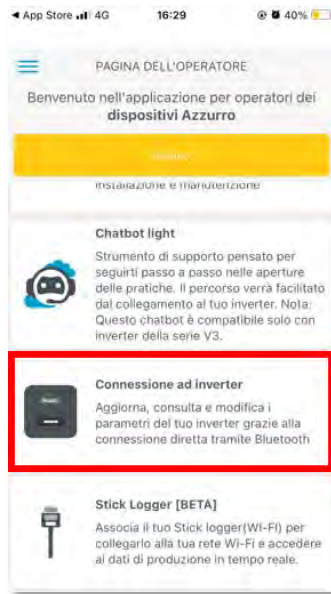 App Store 4G 16:29 40%
PAGINA DELL'OPERATORE
Benvenuto nell'applicazione per operatori dei
dispositivi Azzurro
installazione e manutenzione
Chatbot light
Strumento di supporto pensato per
seguirti passo a passo nelle aperture
delle pratiche. Il percorso verrà facilitato
dal collegamento al tuo inverter. Nota:
Questo chatbot è compatibile solo con
inverter della serie V3.
Connessione ad inverter
Aggiorna, consulta e modifica i
parametri del tuo inverter grazie alla
connessione diretta tramite Bluetooth
Stick Logger [BETA]
Associa il tuo Stick logger(WI-FI) per
collegarlo alla tua rete Wi-Fi e accedere
ai dati di produzione in tempo reale.